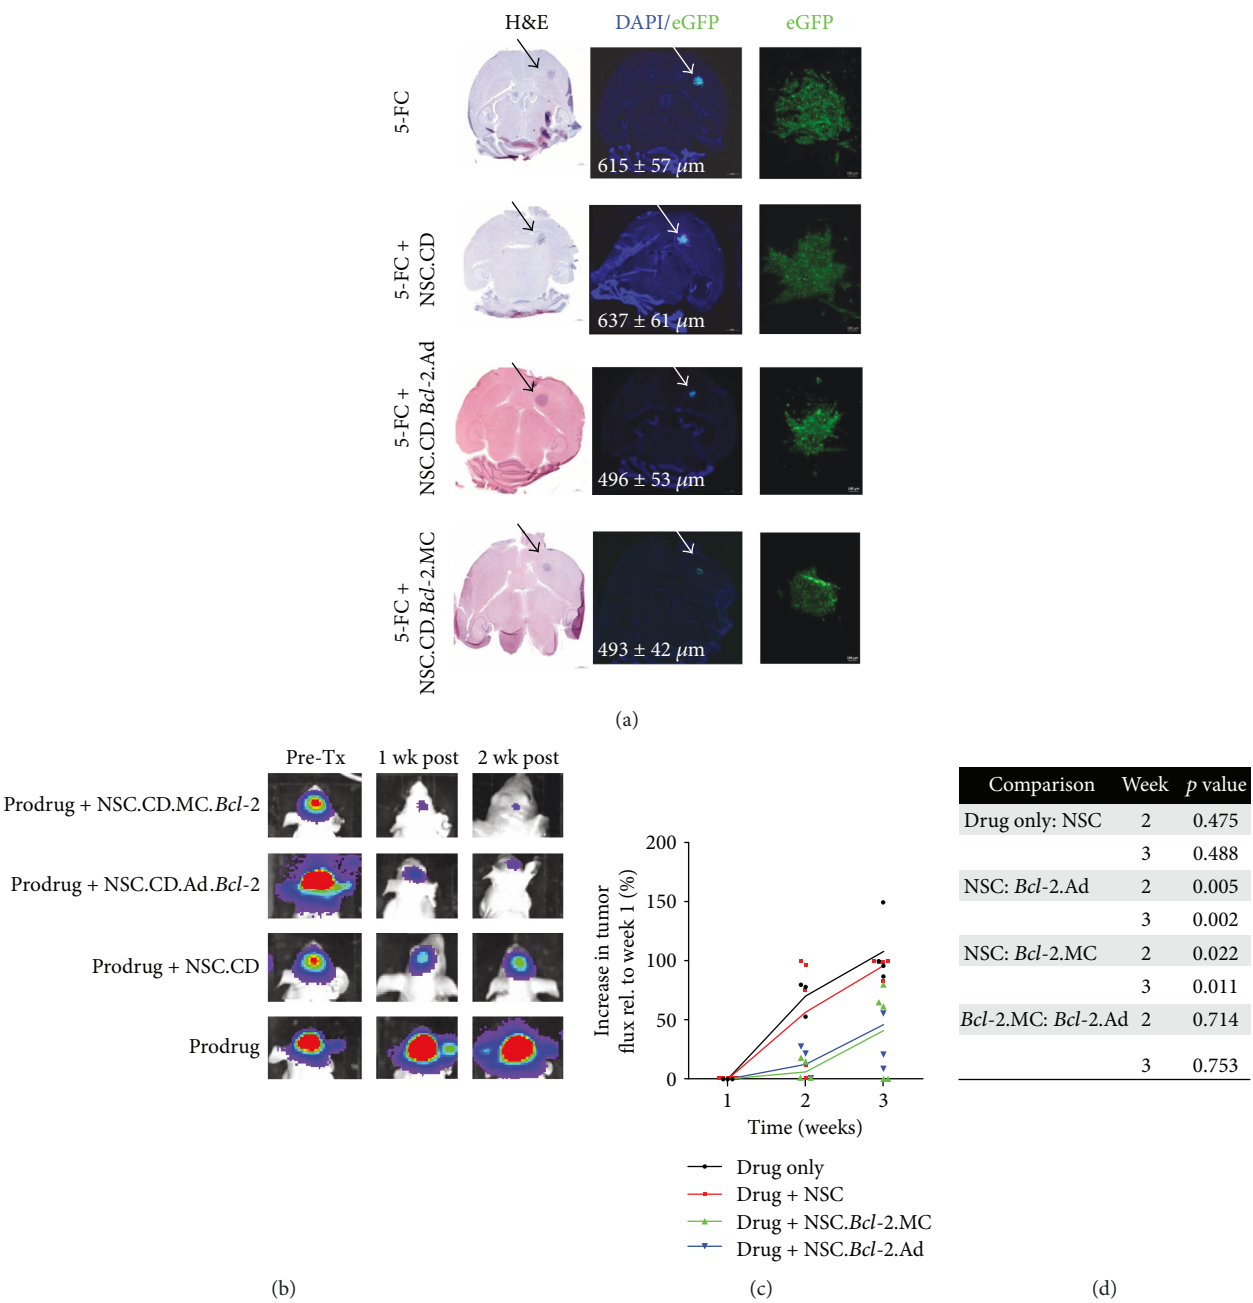 H&E DAPI/eGFP eGFP
5-FC
615 ± 57 µm
5-FC +
NSC.CD
637 ± 61 µm
5-FC +
NSC.CD.Bcl-2.Ad
496 ± 53 µm
5-FC +
NSC.CD.Bcl-2.MC
493 ± 42 µm
(a)
Pre-Tx 1 wk post 2 wk post
Prodrug + NSC.CD.MC.Bcl-2
Prodrug + NSC.CD.Ad.Bcl-2
Prodrug + NSC.CD
Prodrug
(b)
Increase in tumor
flux rel. to week 1 (%)
200
150
100
50
0
1 2 3
Time (weeks)
Drug only
Drug + NSC
Drug + NSC.Bcl-2.MC
Drug + NSC.Bcl-2.Ad
(c)
Comparison Week p value
Drug only: NSC 2 0.475
3 0.488
NSC: Bcl-2.Ad 2 0.005
3 0.002
NSC: Bcl-2.MC 2 0.022
3 0.011
Bcl-2.MC: Bcl-2.Ad 2 0.714
3 0.753
(d)